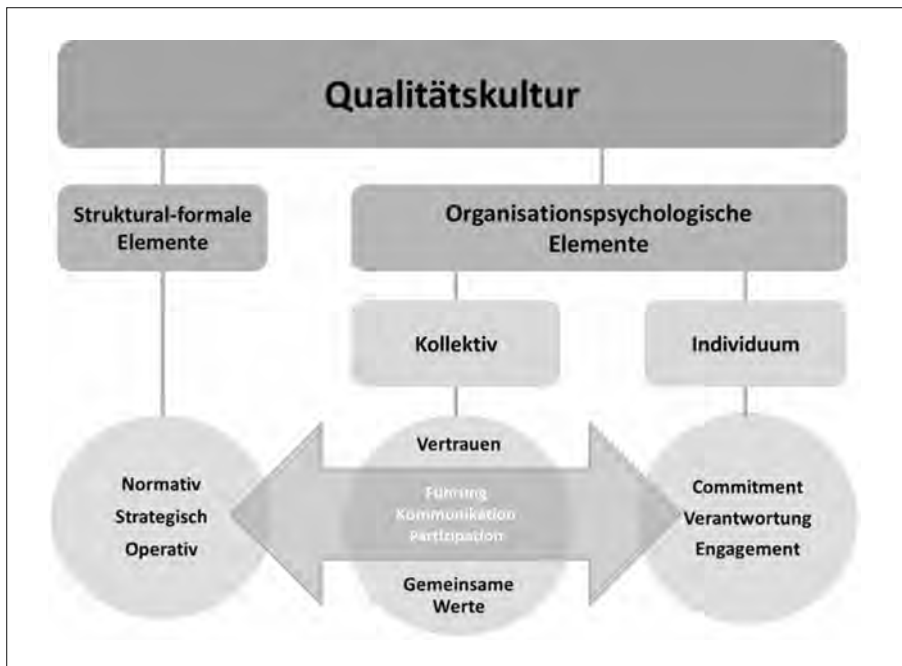 Qualitätskultur
Struktural-formale
Elemente
Organisationspsychologische
Elemente
Kollektiv
Individuum
Normativ
Strategisch
Operativ
Vertrauen
Führung
Kommunikation
Partizipation
Gemeinsame
Werte
Commitment
Verantwortung
Engagement